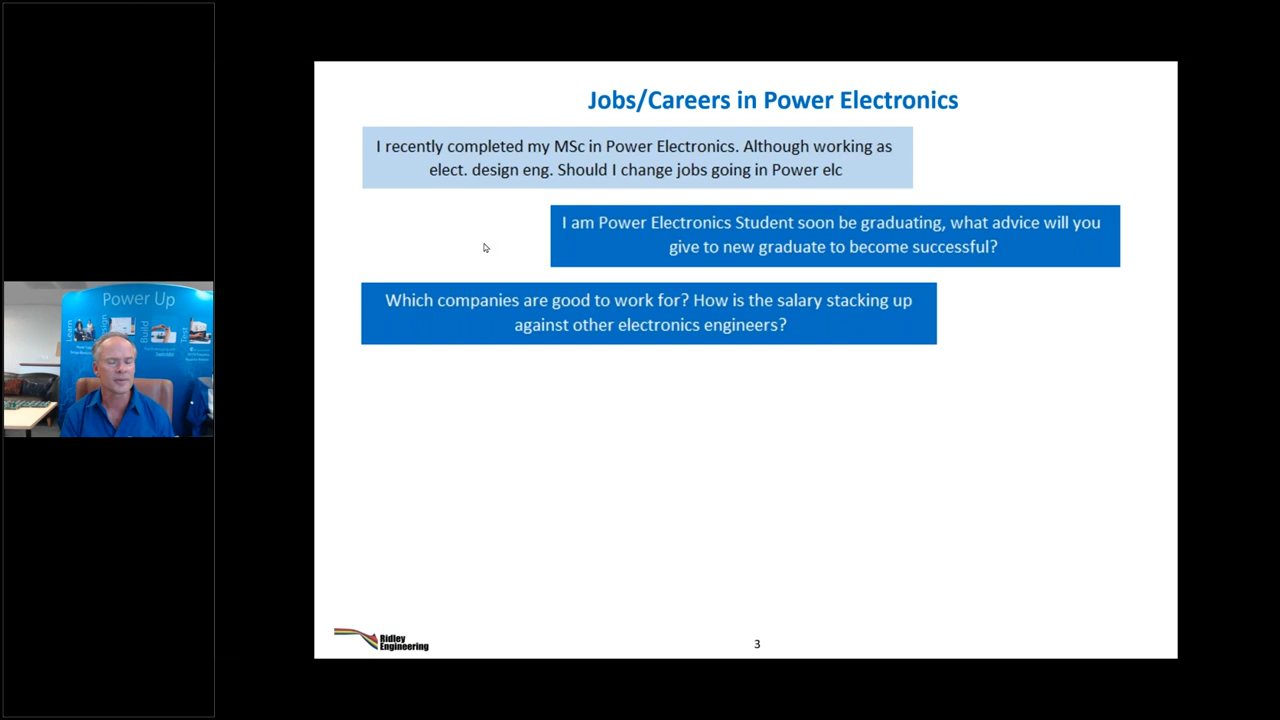 Jobs/Careers in Power Electronics
I recently completed my MSc in Power Electronics. Although working as
elect. design eng. Should I change jobs going in Power elc
I am Power Electronics Student soon be graduating, what advice will you
give to new graduate to become successful?
Which companies are good to work for? How is the salary stacking up
against other electronics engineers?
Power Up
Learn
Build
Test
Ridley
Engineering
3